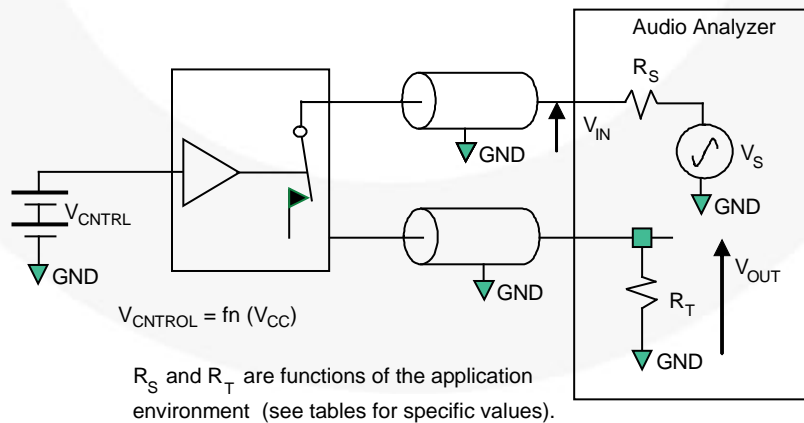 Audio Analyzer
R_S
GND
V_IN
V_S
V_CNTRL
GND
GND
GND
V_OUT
R_T
GND
V_CNTROL = fn (V_CC)
R_S and R_T are functions of the application
environment (see tables for specific values).